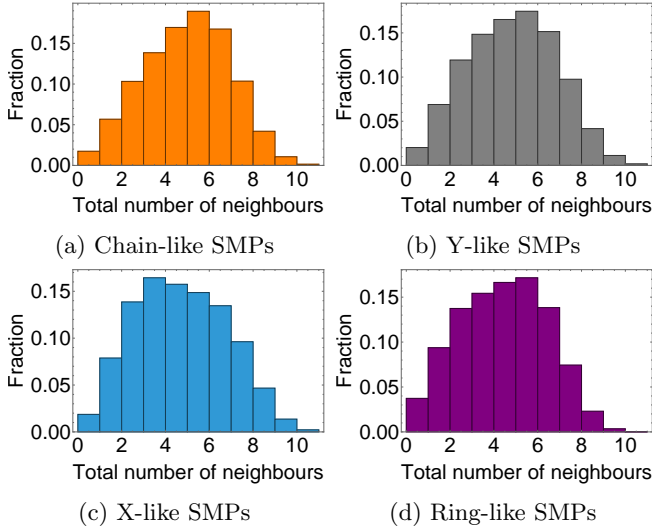 0.15
0.10
0.05
0.00
Fraction
0 2 4 6 8 10
Total number of neighbours
(a) Chain-like SMPs
0.15
0.10
0.05
0.00
Fraction
0 2 4 6 8 10
Total number of neighbours
(b) Y-like SMPs
0.15
0.10
0.05
0.00
Fraction
0 2 4 6 8 10
Total number of neighbours
(c) X-like SMPs
0.15
0.10
0.05
0.00
Fraction
0 2 4 6 8 10
Total number of neighbours
(d) Ring-like SMPs